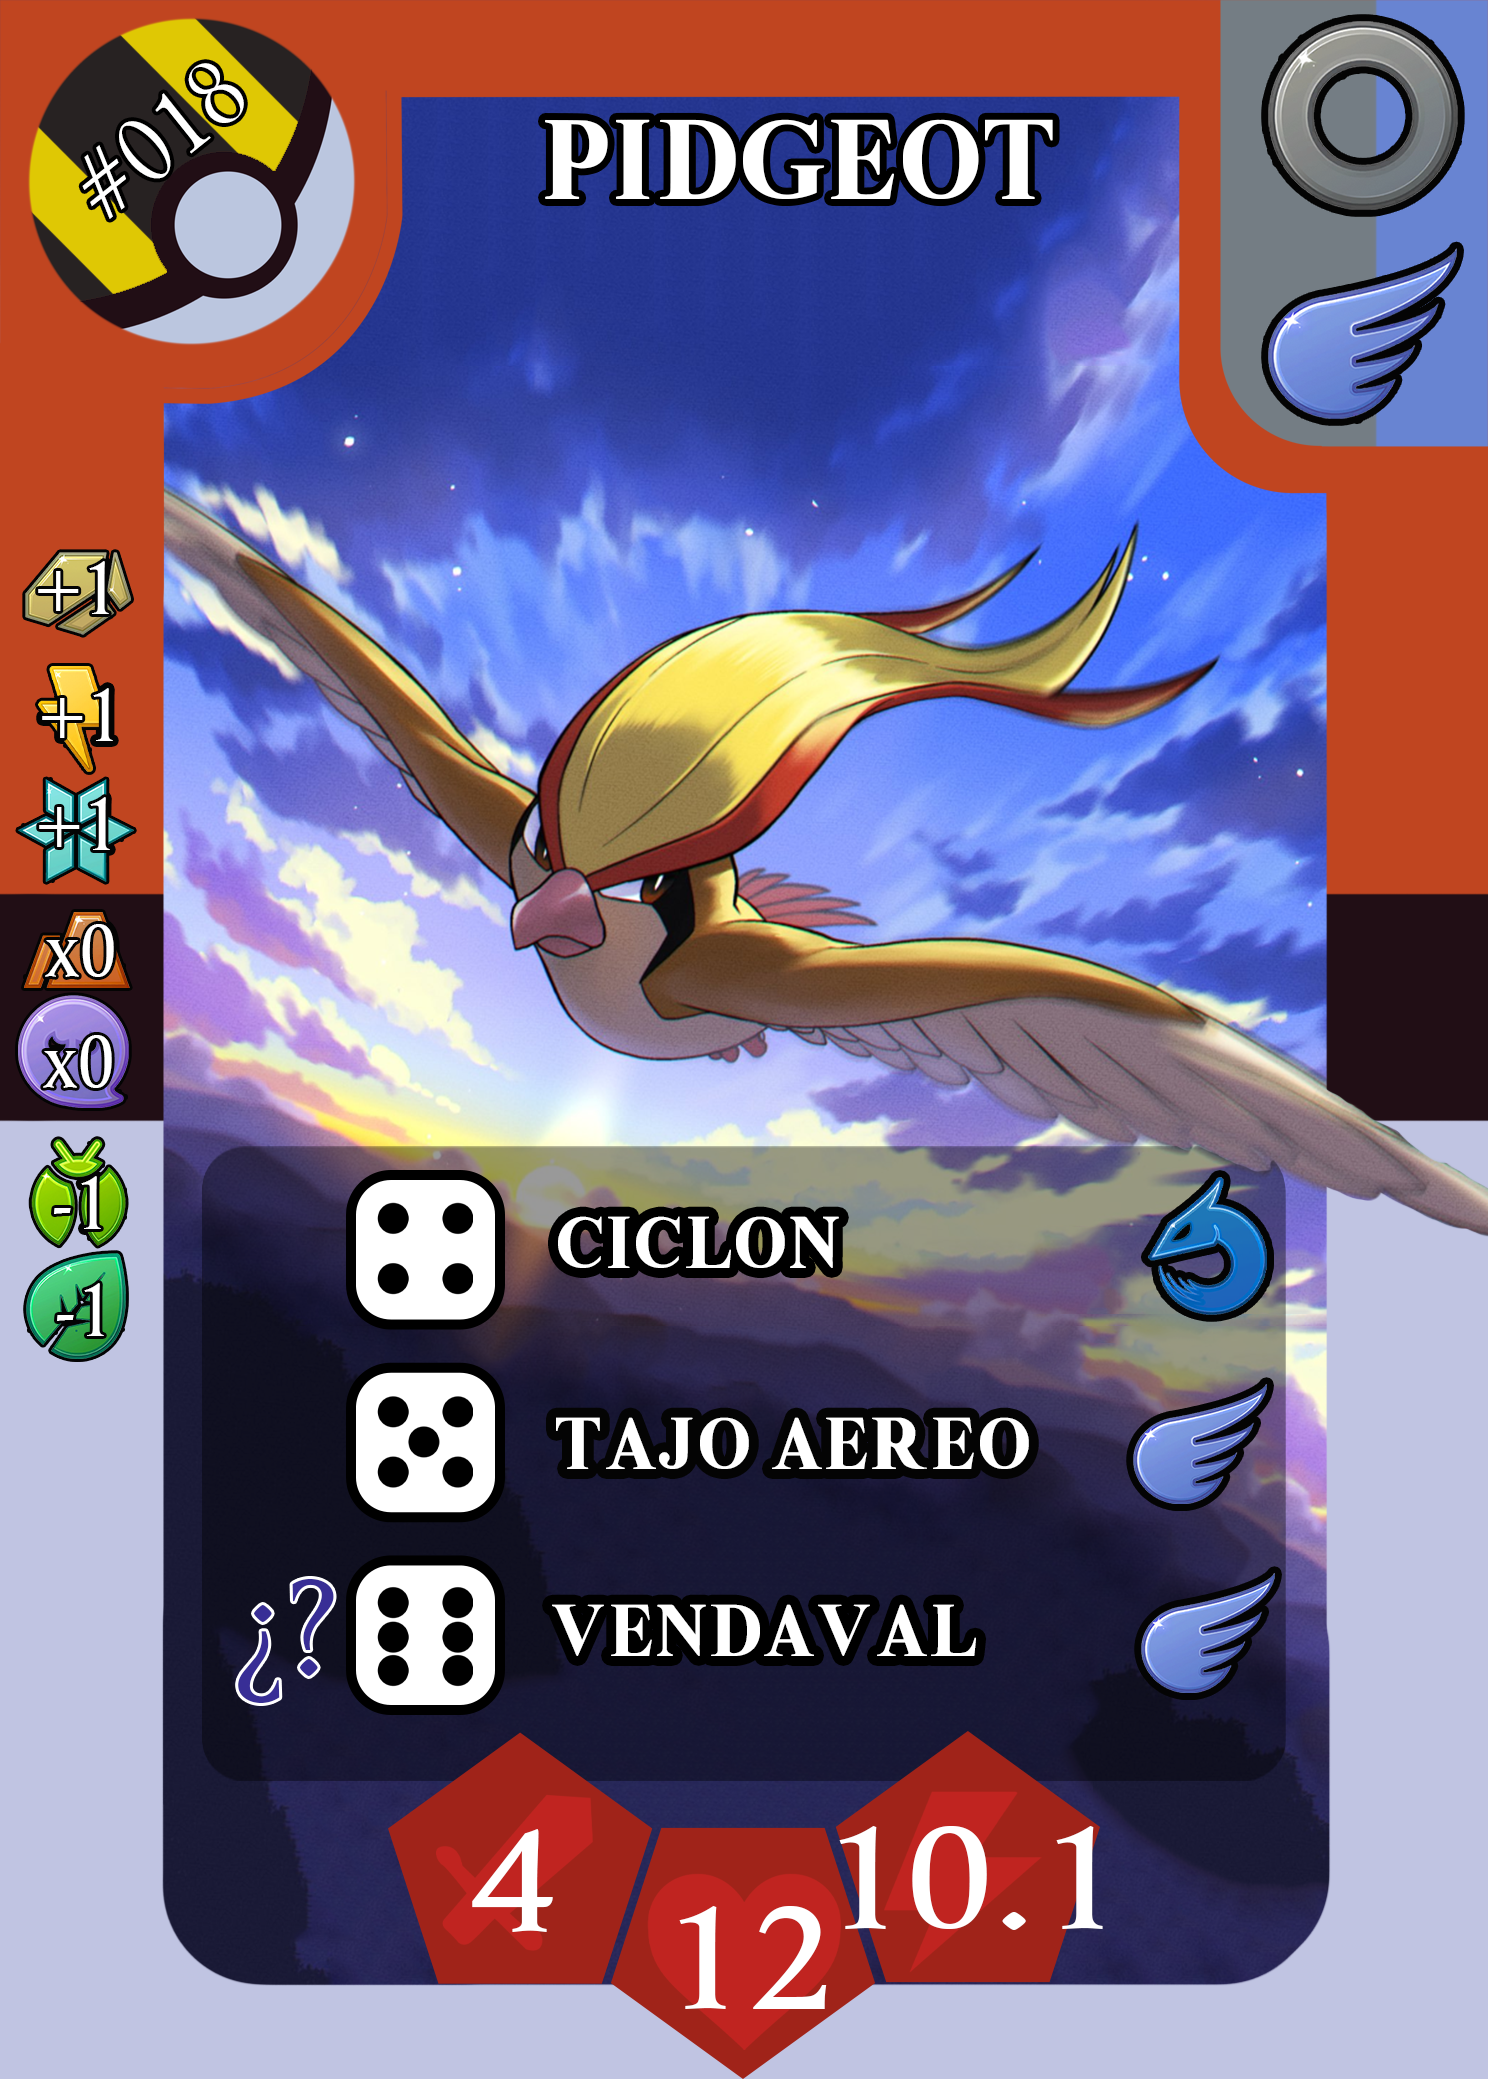 #018
PIDGEOT
+1
+1
+1
x0
x0
-1
-1
CICLON
TAJO AEREO
¿?
VENDAVAL
4
12
10.1